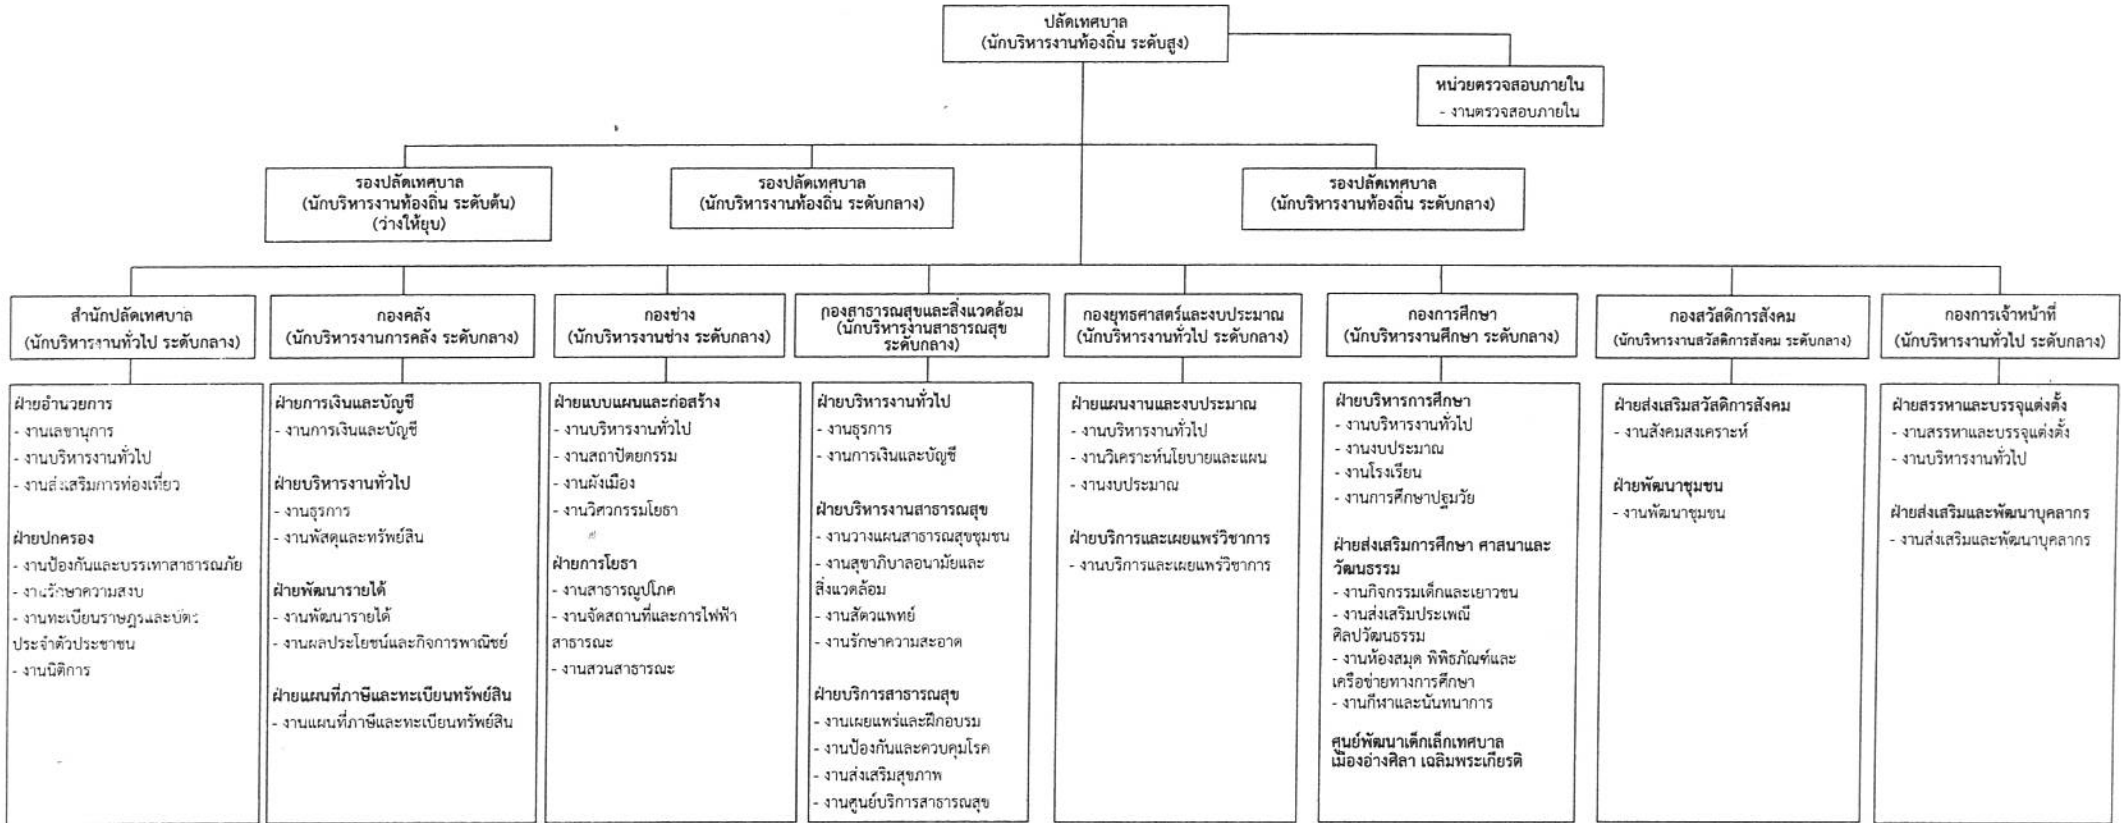 ปลัดเทศบาล
(นักบริหารงานท้องถิ่น ระดับสูง)
หน่วยตรวจสอบภายใน
- งานตรวจสอบภายใน
รองปลัดเทศบาล
(นักบริหารงานท้องถิ่น ระดับต้น)
(ว่างให้ยุบ)
รองปลัดเทศบาล
(นักบริหารงานท้องถิ่น ระดับกลาง)
รองปลัดเทศบาล
(นักบริหารงานท้องถิ่น ระดับกลาง)
สำนักปลัดเทศบาล
(นักบริหารงานทั่วไป ระดับกลาง)
ฝ่ายอำนวยการ
- งานเลขานุการ
- งานบริหารงานทั่วไป
- งานส่งเสริมการท่องเที่ยว
ฝ่ายปกครอง
- งานป้องกันและบรรเทาสาธารณภัย
- งานรักษาความสงบ
- งานทะเบียนราษฎรและบัตร
ประจำตัวประชาชน
- งานนิติการ
กองคลัง
(นักบริหารงานการคลัง ระดับกลาง)
ฝ่ายการเงินและบัญชี
- งานการเงินและบัญชี
ฝ่ายบริหารงานทั่วไป
- งานธุรการ
- งานพัสดุและทรัพย์สิน
ฝ่ายพัฒนารายได้
- งานพัฒนารายได้
- งานผลประโยชน์และกิจการพาณิชย์
ฝ่ายแผนที่ภาษีและทะเบียนทรัพย์สิน
- งานแผนที่ภาษีและทะเบียนทรัพย์สิน
กองช่าง
(นักบริหารงานช่าง ระดับกลาง)
ฝ่ายแบบแผนและก่อสร้าง
- งานบริหารงานทั่วไป
- งานสถาปัตยกรรม
- งานผังเมือง
- งานวิศวกรรมโยธา
ฝ่ายการโยธา
- งานสาธารณูปโภค
- งานจัดสถานที่และการไฟฟ้า
สาธารณะ
- งานสวนสาธารณะ
กองสาธารณสุขและสิ่งแวดล้อม
(นักบริหารงานสาธารณสุข
ระดับกลาง)
ฝ่ายบริหารงานทั่วไป
- งานธุรการ
- งานการเงินและบัญชี
ฝ่ายบริหารงานสาธารณสุข
- งานวางแผนสาธารณสุขชุมชน
- งานสุขาภิบาลอนามัยและ
สิ่งแวดล้อม
- งานสัตวแพทย์
- งานรักษาความสะอาด
ฝ่ายบริการสาธารณสุข
- งานเผยแพร่และฝึกอบรม
- งานป้องกันและควบคุมโรค
- งานส่งเสริมสุขภาพ
- งานศูนย์บริการสาธารณสุข
กองยุทธศาสตร์และงบประมาณ
(นักบริหารงานทั่วไป ระดับกลาง)
ฝ่ายแผนงานและงบประมาณ
- งานบริหารงานทั่วไป
- งานวิเคราะห์นโยบายและแผน
- งานงบประมาณ
ฝ่ายบริการและเผยแพร่วิชาการ
- งานบริการและเผยแพร่วิชาการ
กองการศึกษา
(นักบริหารงานศึกษา ระดับกลาง)
ฝ่ายบริหารการศึกษา
- งานบริหารงานทั่วไป
- งานงบประมาณ
- งานโรงเรียน
- งานการศึกษาปฐมวัย
ฝ่ายส่งเสริมการศึกษา ศาสนาและ
วัฒนธรรม
- งานกิจกรรมเด็กและเยาวชน
- งานส่งเสริมประเพณี
ศิลปวัฒนธรรม
- งานห้องสมุด พิพิธภัณฑ์และ
เครือข่ายทางการศึกษา
- งานกีฬาและนันทนาการ
ศูนย์พัฒนาเด็กเล็กเทศบาล
เมืองอ่างศิลา เฉลิมพระเกียรติ
กองสวัสดิการสังคม
(นักบริหารงานสวัสดิการสังคม ระดับกลาง)
ฝ่ายส่งเสริมสวัสดิการสังคม
- งานสังคมสงเคราะห์
ฝ่ายพัฒนาชุมชน
- งานพัฒนาชุมชน
กองการเจ้าหน้าที่
(นักบริหารงานทั่วไป ระดับกลาง)
ฝ่ายสรรหาและบรรจุแต่งตั้ง
- งานสรรหาและบรรจุแต่งตั้ง
- งานบริหารงานทั่วไป
ฝ่ายส่งเสริมและพัฒนาบุคลากร
- งานส่งเสริมและพัฒนาบุคลากร